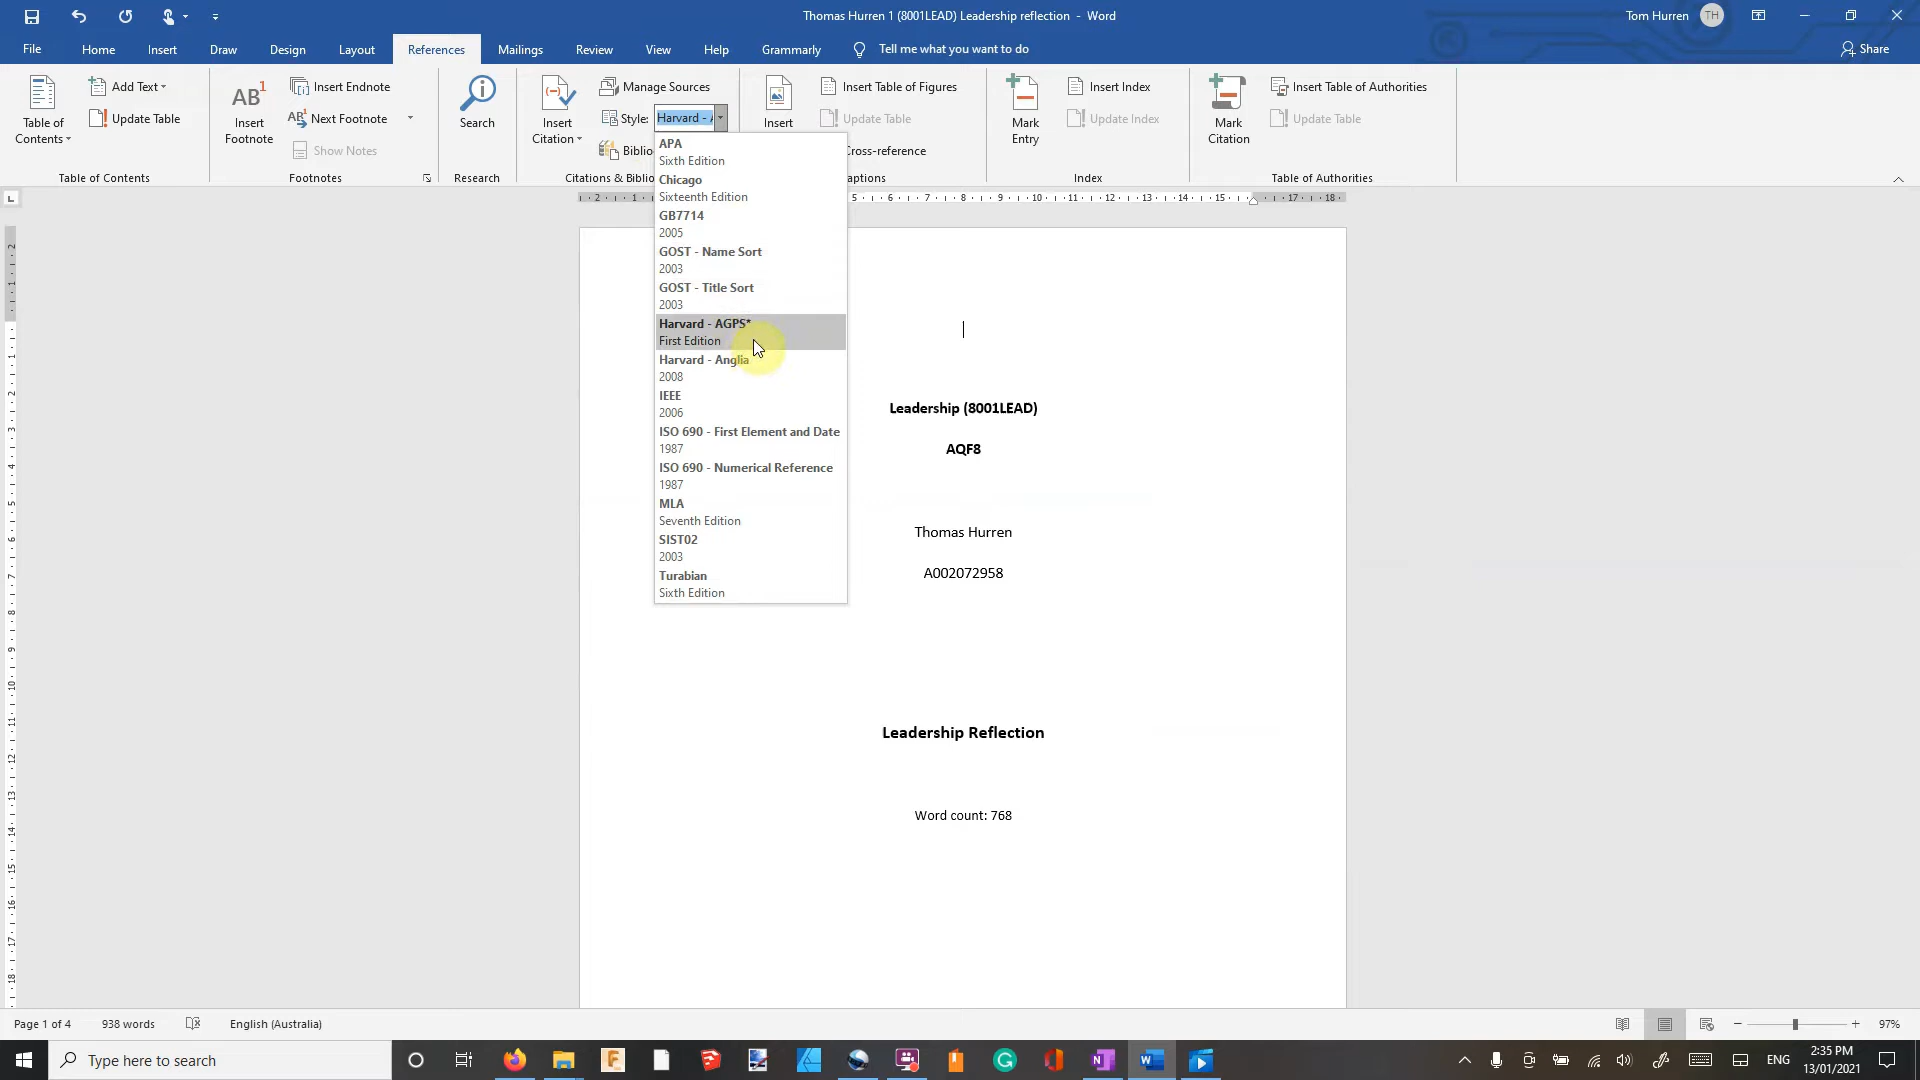 Thomas Hurren 1 (8001LEAD) Leadership reflection - Word
Tom Hurren
TH
File
Home
Insert
Draw
Design
Layout
References
Mailings
Review
View
Help
Grammarly
Tell me what you want to do
Share
Table of Contents
Add Text
Update Table
Table of Contents
AB1
Insert Footnote
Insert Endnote
Next Footnote
Show Notes
Footnotes
Search
Research
Insert Citation
Manage Sources
Style: Harvard -
Biblio
Citations & Biblio
Insert
Insert Table of Figures
Update Table
Cross-reference
aptions
Mark Entry
Insert Index
Update Index
Index
Mark Citation
Insert Table of Authorities
Update Table
Table of Authorities
APA
Sixth Edition
Chicago
Sixteenth Edition
GB7714
2005
GOST - Name Sort
2003
GOST - Title Sort
2003
Harvard - AGPS*
First Edition
Harvard - Anglia
2008
IEEE
2006
ISO 690 - First Element and Date
1987
ISO 690 - Numerical Reference
1987
MLA
Seventh Edition
SIST02
2003
Turabian
Sixth Edition
Leadership (8001LEAD)
AQF8
Thomas Hurren
A002072958
Leadership Reflection
Word count: 768
Page 1 of 4
938 words
English (Australia)
97%
Type here to search
ENG
2:35 PM
13/01/2021